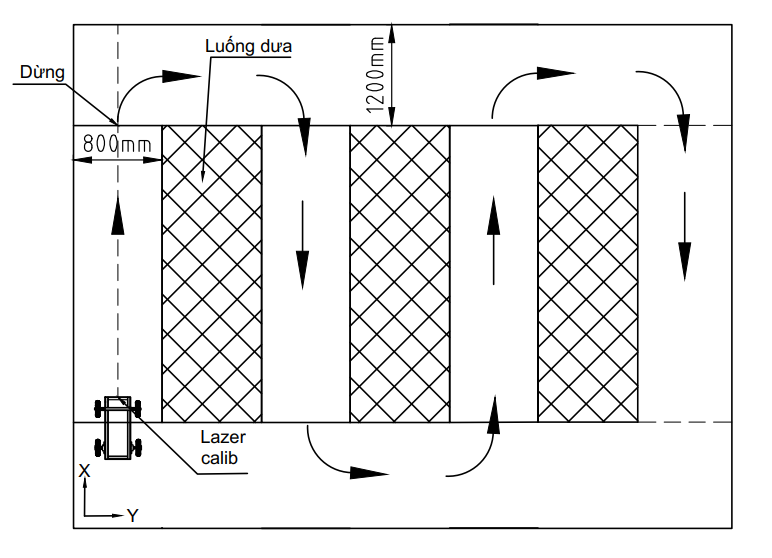 Luống dưa
Dừng
1200mm
800mm
Lazer
calib
X
Y